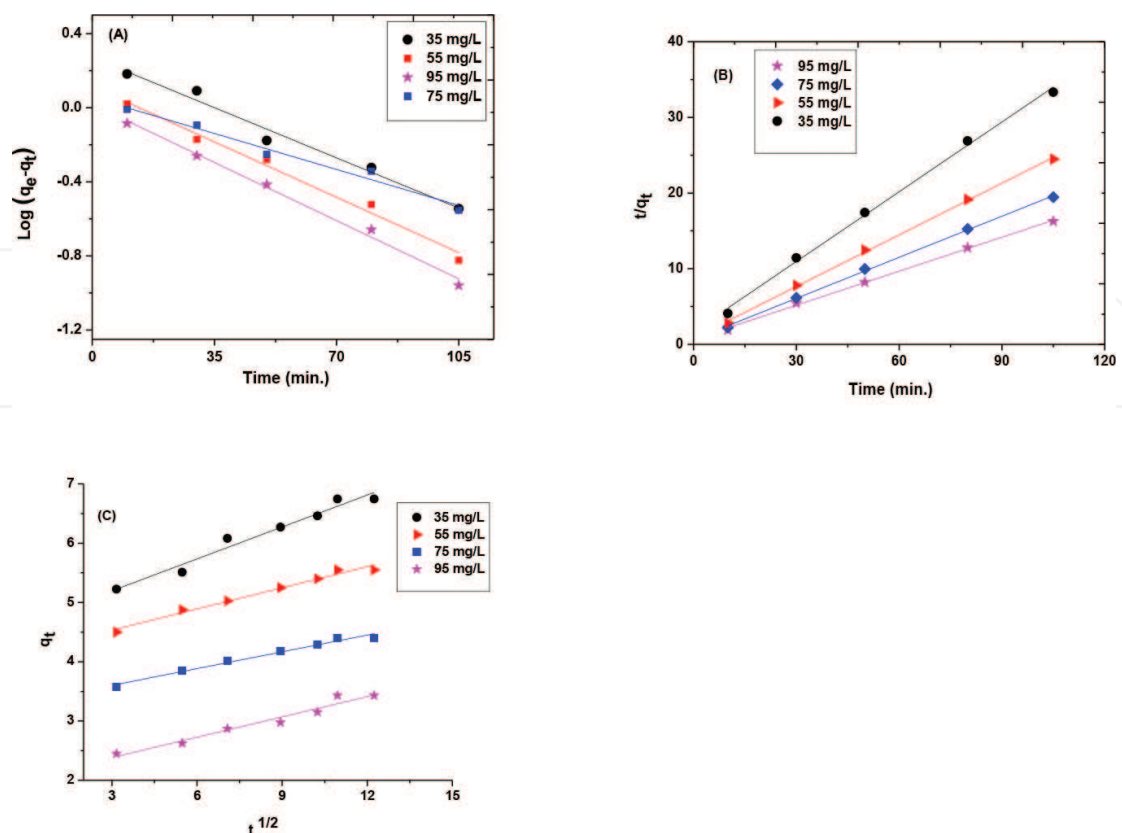 (A)
35 mg/L
55 mg/L
95 mg/L
75 mg/L
0.4
0.0
-0.4
-0.8
-1.2
Log (qe-qt)
0
35
70
105
Time (min.)
(B)
95 mg/L
75 mg/L
55 mg/L
35 mg/L
40
30
20
10
0
t/qt
0
30
60
90
120
Time (min.)
(C)
35 mg/L
55 mg/L
75 mg/L
95 mg/L
7
6
5
4
3
2
qt
3
6
9
12
15
t 1/2